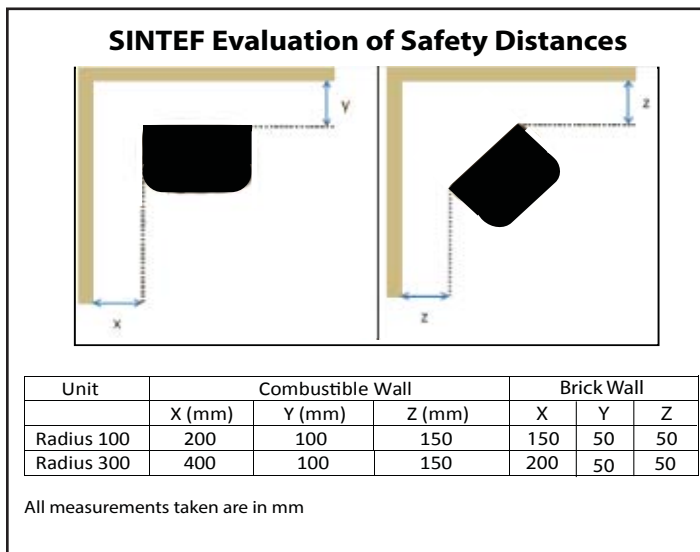 SINTEF Evaluation of Safety Distances
y
z
x
z
Unit Combustible Wall Brick Wall
X (mm) Y (mm) Z (mm) X Y Z
Radius 100 200 100 150 150 50 50
Radius 300 400 100 150 200 50 50
All measurements taken are in mm